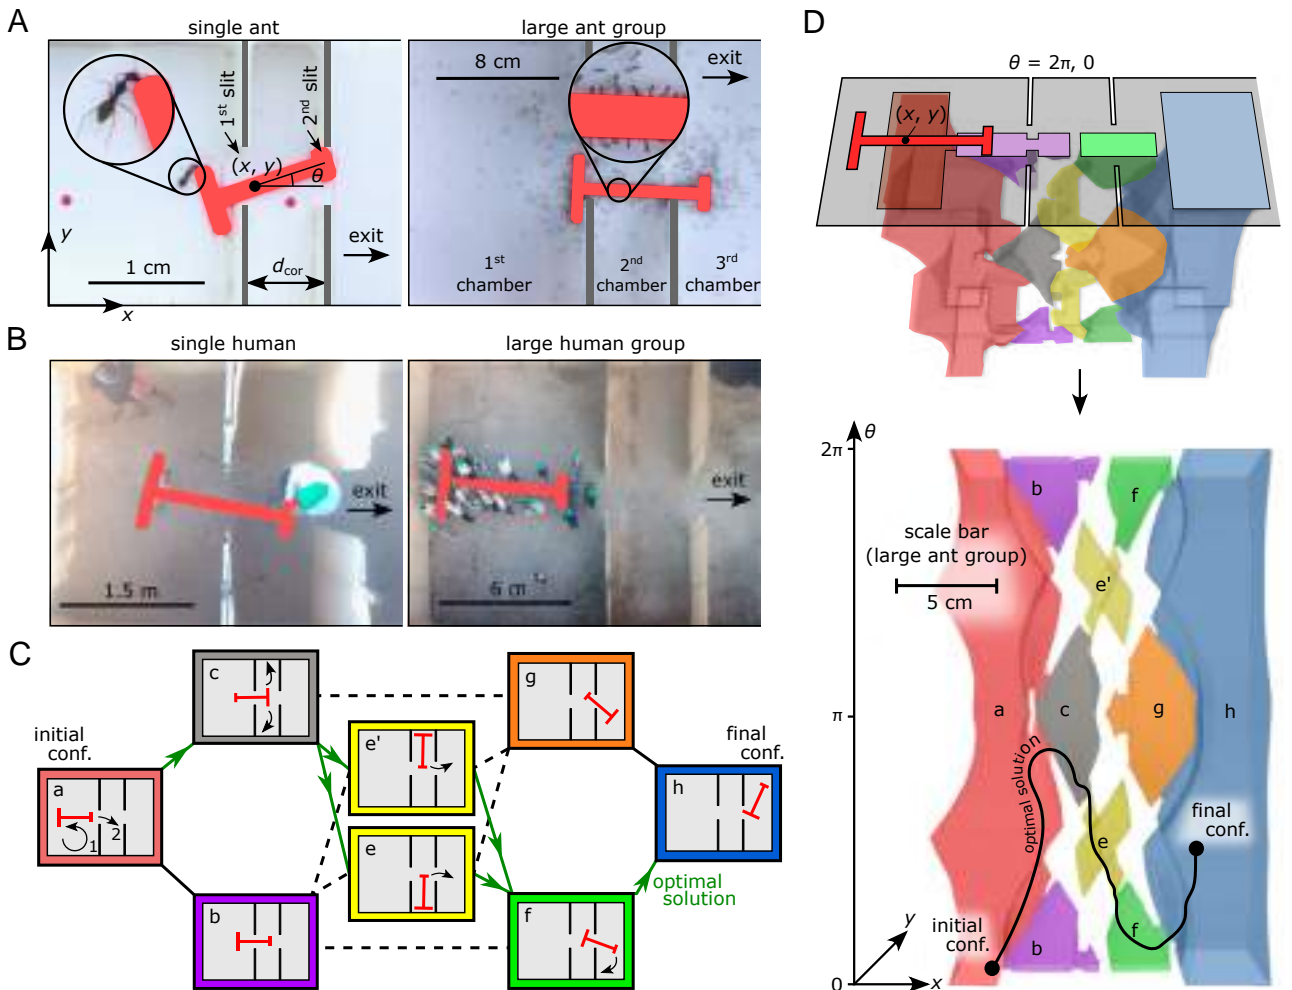 A
single ant
1st slit
2nd slit
(x, y)
θ
y
exit
1 cm
dcor
x
large ant group
8 cm
exit
1st
chamber
2nd
chamber
3rd
chamber
B
single human
exit
1.5 m
large human group
exit
6 m
C
initial
conf.
a
1
2
c
b
e'
e
g
f
final
conf.
h
optimal
solution
D
θ = 2π, 0
(x, y)
θ
2π
b
f
scale bar
(large ant group)
5 cm
e'
π
a
c
g
h
optimal solution
final
conf.
e
initial
conf.
y
b
f
0
x